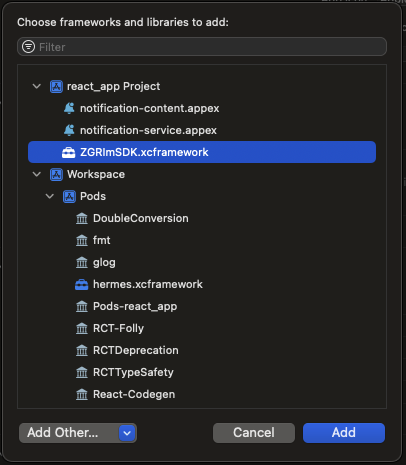 Choose frameworks and libraries to add:
Filter
react_app Project
notification-content.appex
notification-service.appex
ZGRImSDK.xcframework
Workspace
Pods
DoubleConversion
fmt
glog
hermes.xcframework
Pods-react_app
RCT-Folly
RCTDeprecation
RCTTypeSafety
React-Codegen
Add Other...
Cancel
Add